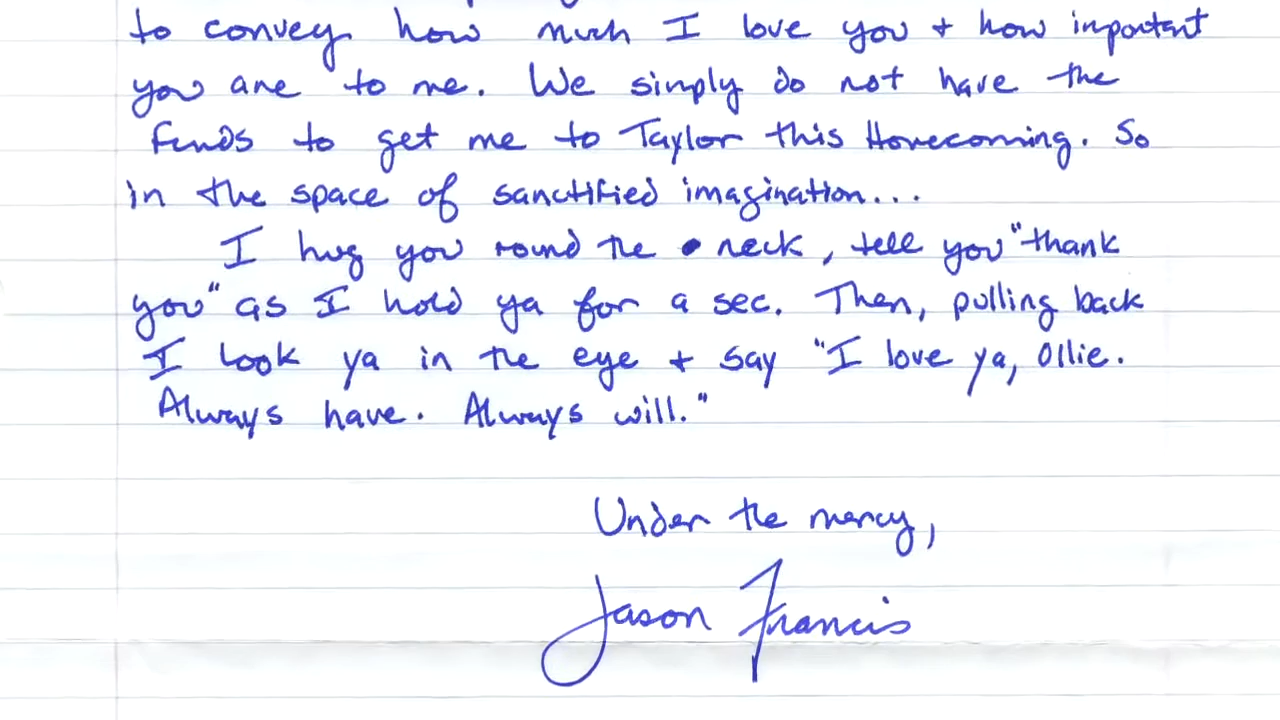 to convey how much I love you + how important
you are to me. We simply do not have the
funds to get me to Taylor this Homecoming. So
in the space of sanctified imagination...
I hug you round the neck, tell you "thank
you" as I hold ya for a sec. Then, pulling back
I look ya in the eye + say "I love ya, Ollie.
Always have. Always will."
Under the mercy,
Jason Francis